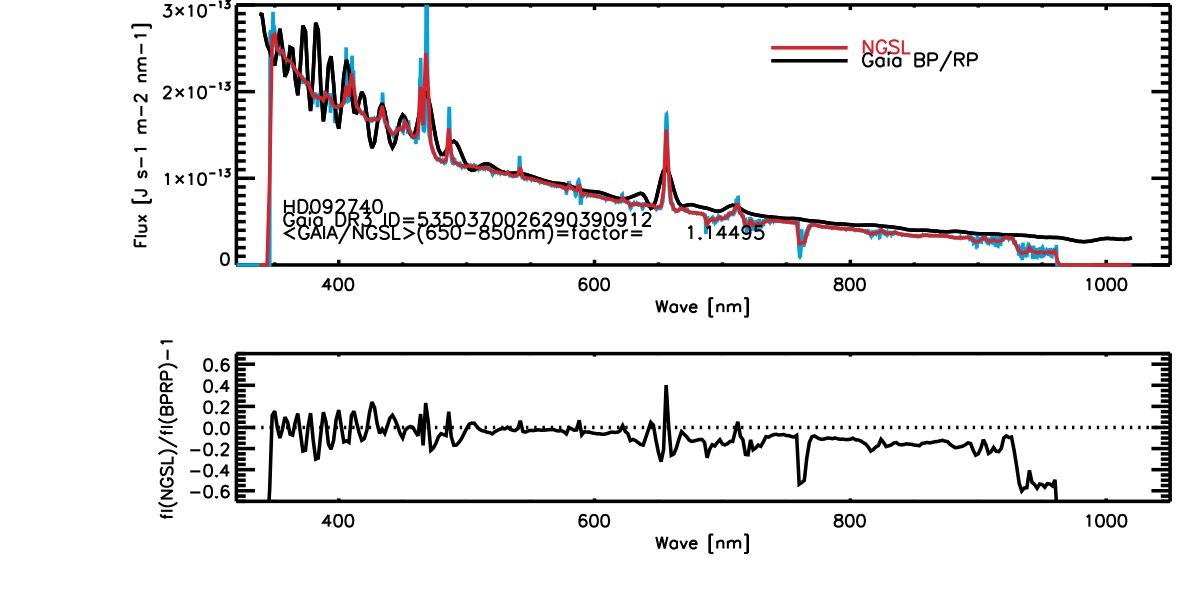 3×10−13
2×10−13
1×10−13
0
Flux [J s−1 m−2 nm−1]
NGSL
Gaia BP/RP
HD092740
Gaia DR3 ID=5350370026290390912
<GAIA/NGSL>(650−850nm)=factor= 1.14495
400 600 800 1000
Wave [nm]
fl(NGSL)/fl(BPRP)−1
0.6
0.4
0.2
0.0
−0.2
−0.4
−0.6
400 600 800 1000
Wave [nm]